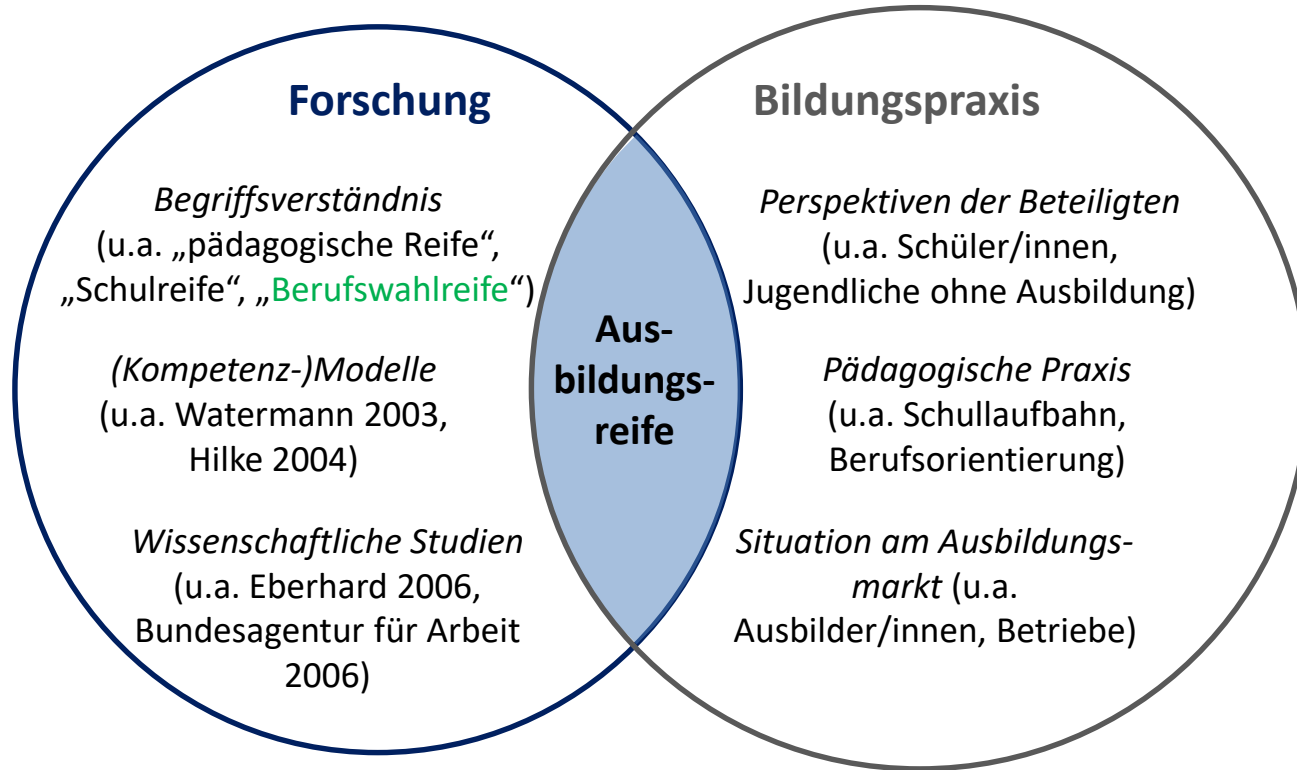 Forschung
Begriffsverständnis
(u.a. „pädagogische Reife“,
„Schulreife“, „Berufswahlreife“)
(Kompetenz-)Modelle
(u.a. Watermann 2003,
Hilke 2004)
Wissenschaftliche Studien
(u.a. Eberhard 2006,
Bundesagentur für Arbeit
2006)
Aus-
bildungs-
reife
Bildungspraxis
Perspektiven der Beteiligten
(u.a. Schüler/innen,
Jugendliche ohne Ausbildung)
Pädagogische Praxis
(u.a. Schullaufbahn,
Berufsorientierung)
Situation am Ausbildungs-
markt (u.a.
Ausbilder/innen, Betriebe)